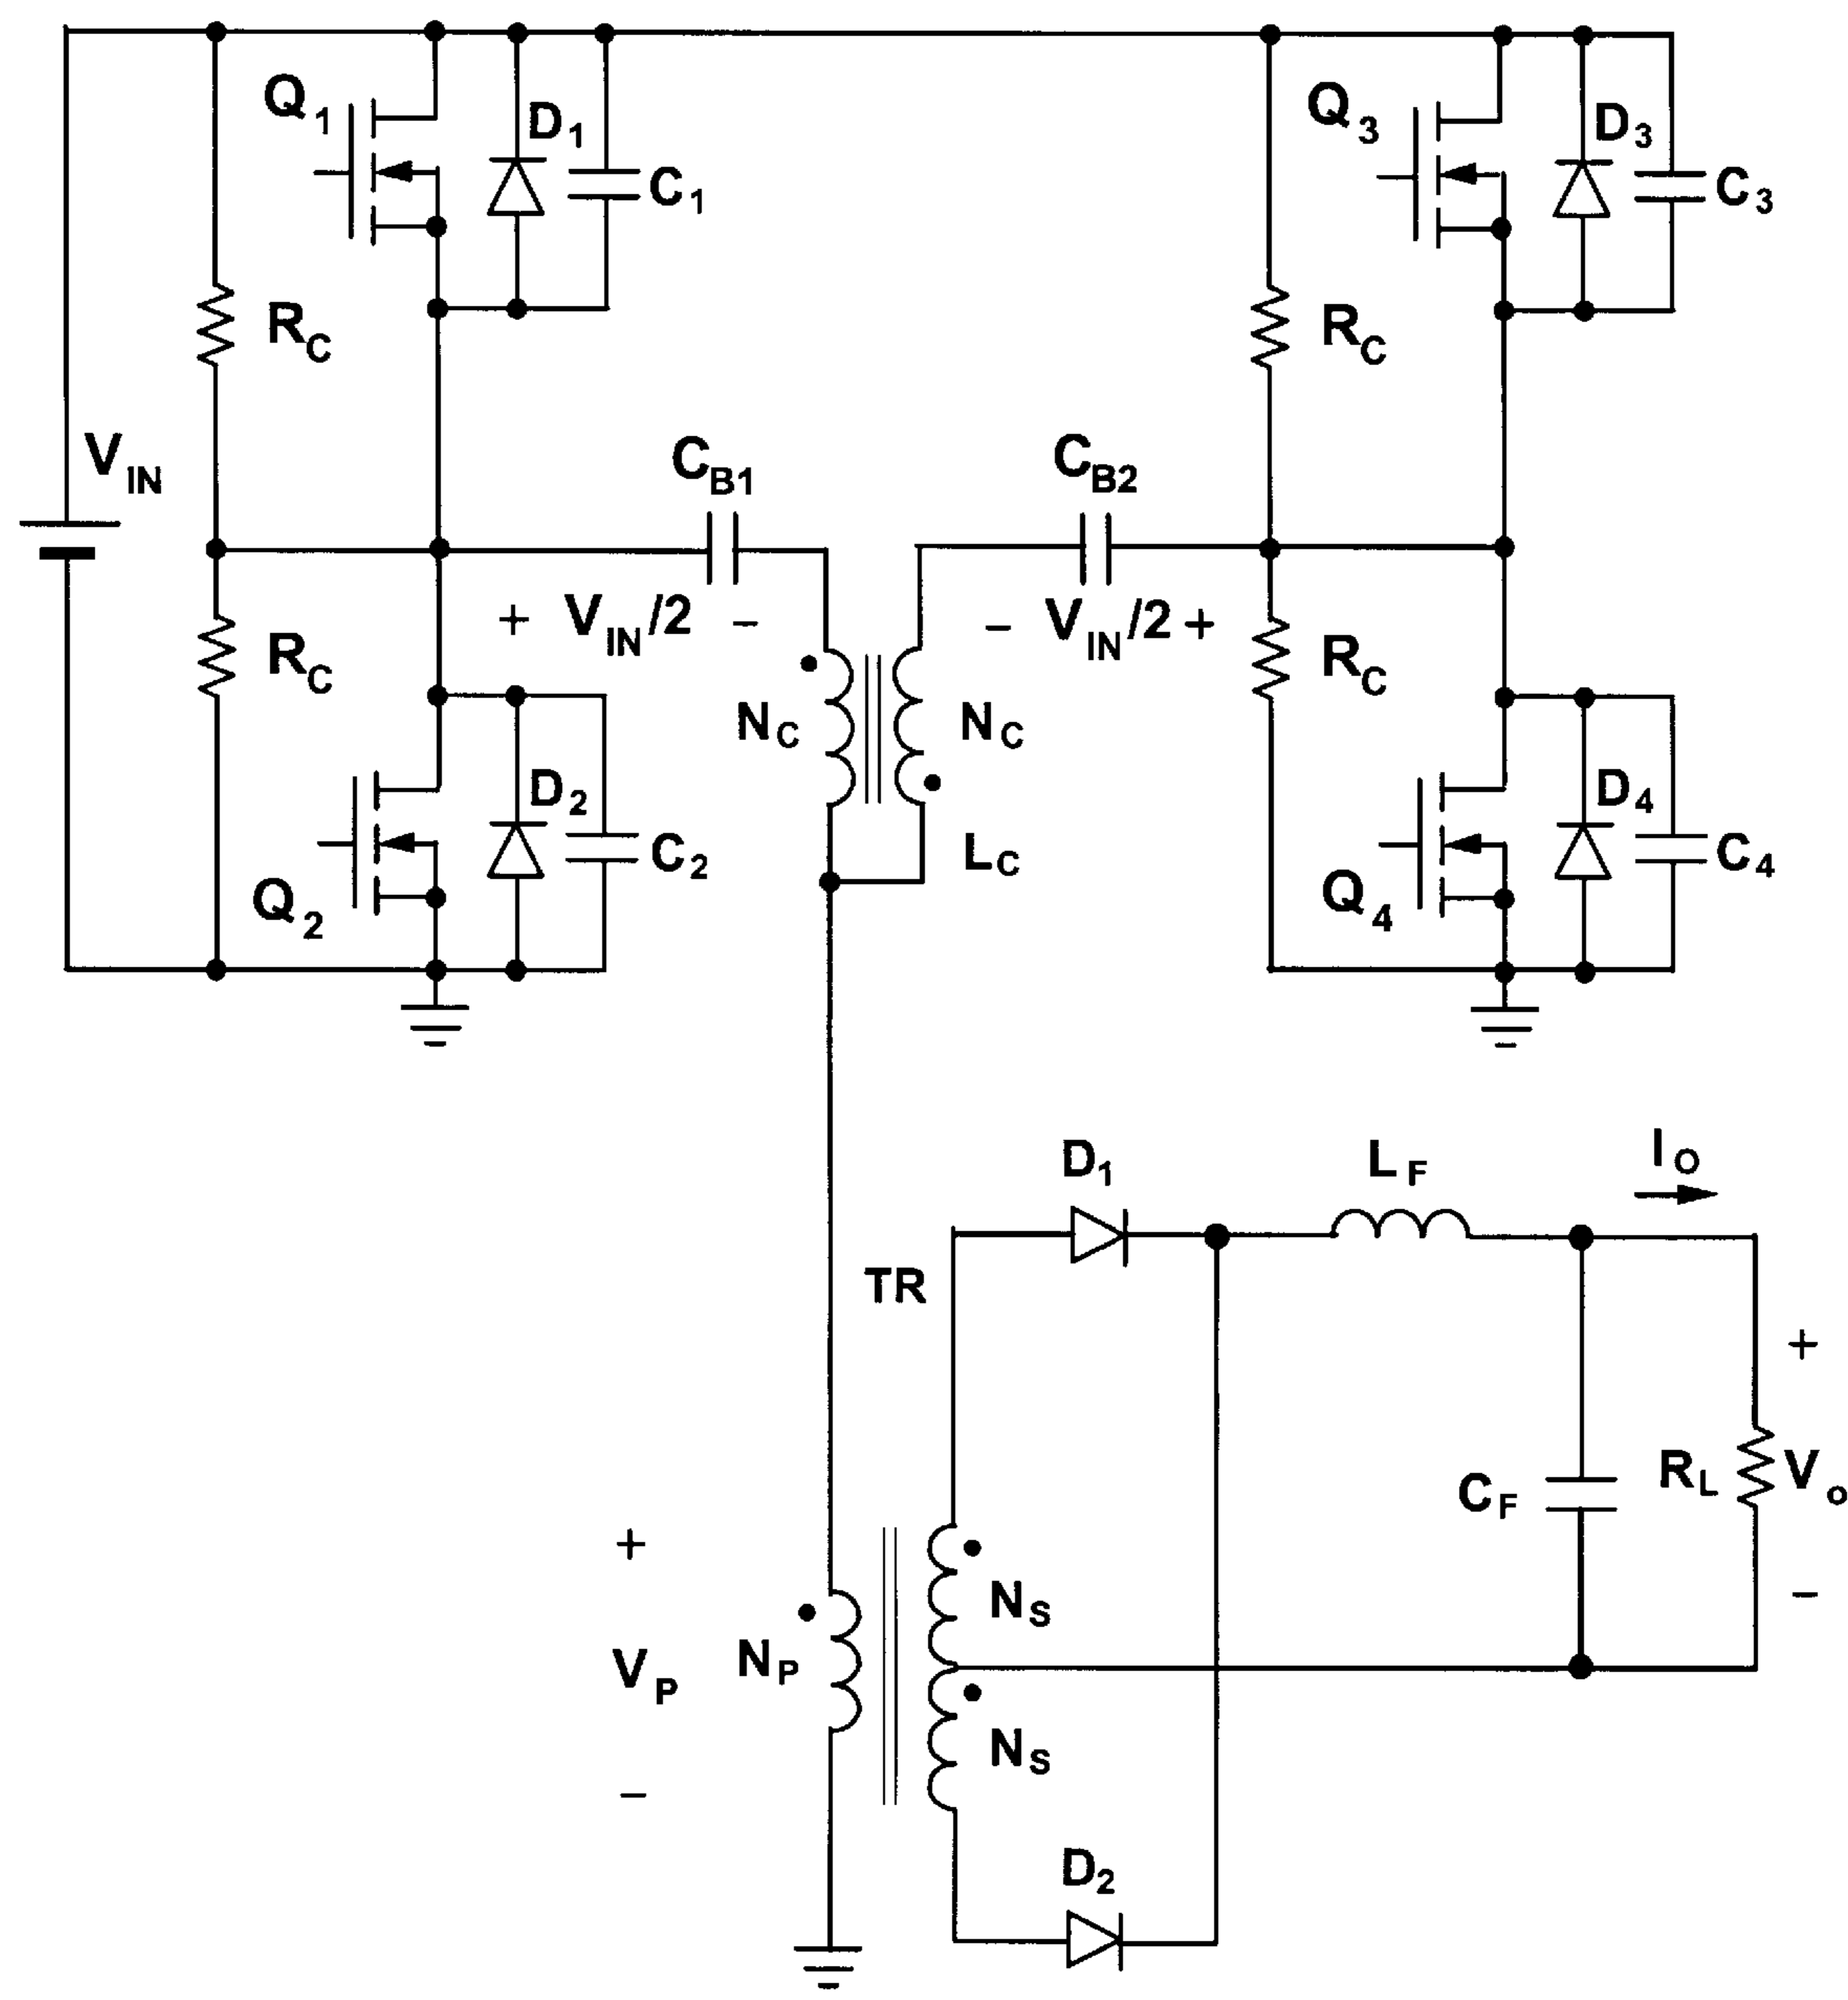 Q1
D1
C1
Q3
D3
C3
RC
RC
VIN
CB1
CB2
+ VIN/2 −
− VIN/2 +
RC
RC
NC
NC
D2
C2
D4
C4
LC
Q2
Q4
D1
LF
IO
TR
+
+
RL
Vo
CF
−
NS
VP
NP
NS
−
D2